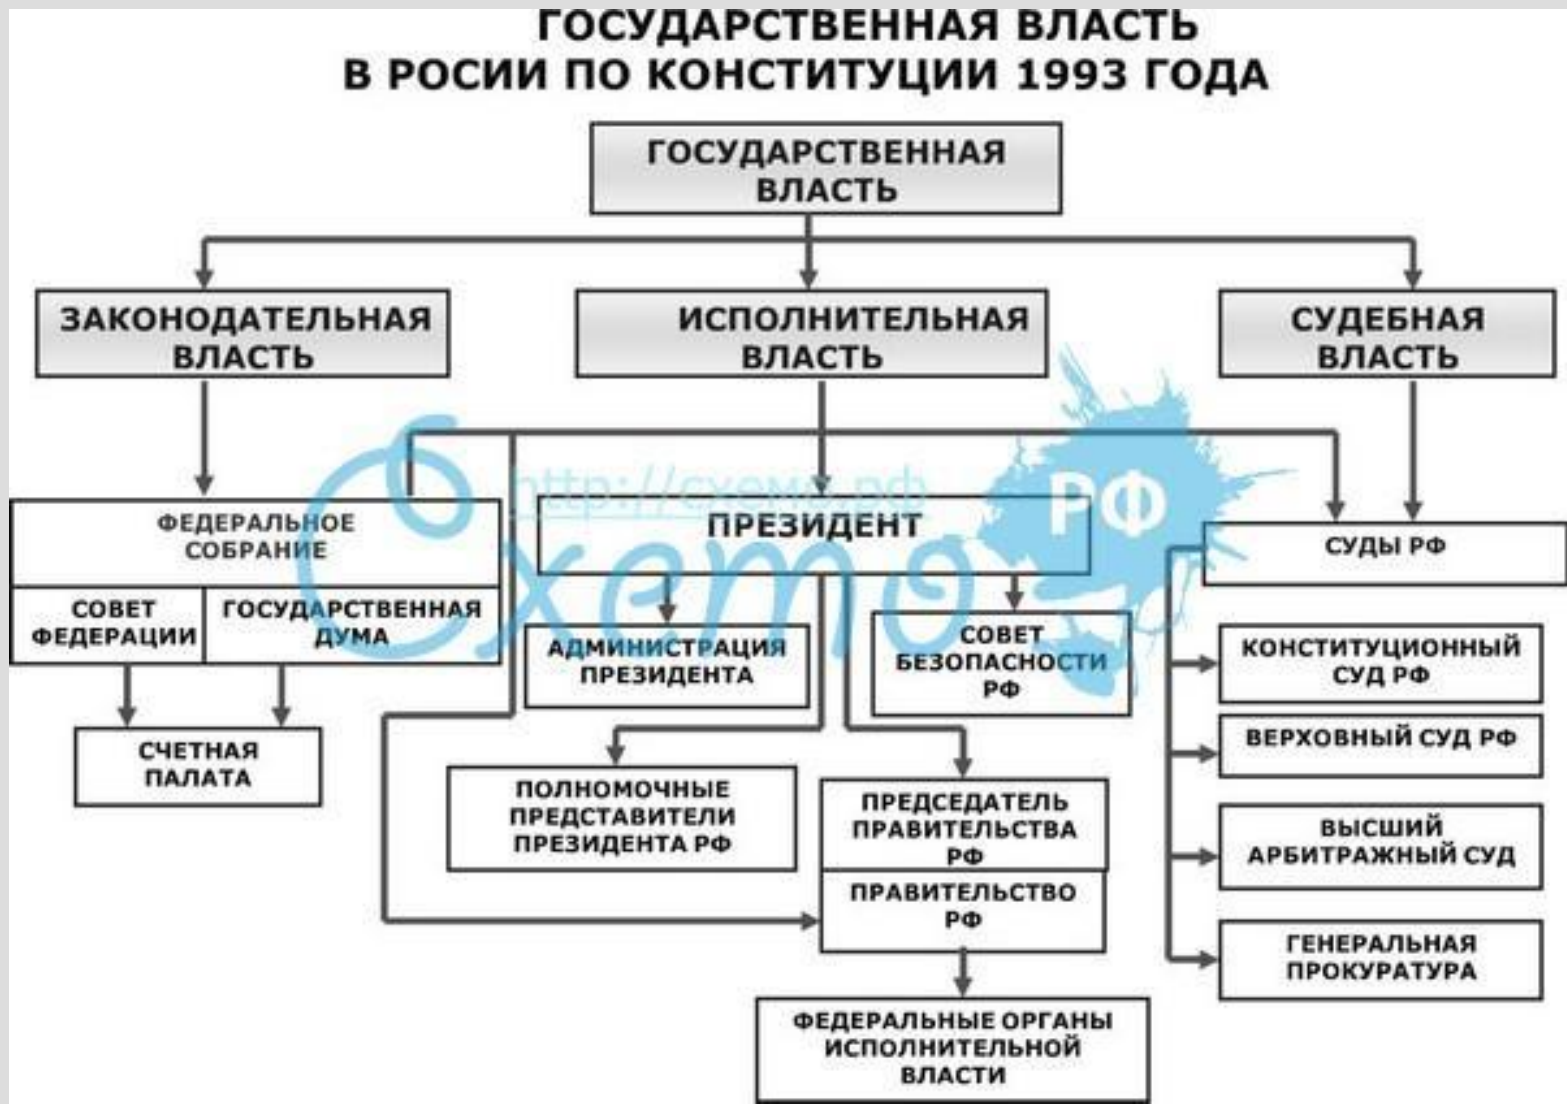 ГОСУДАРСТВЕННАЯ ВЛАСТЬ
В РОСИИ ПО КОНСТИТУЦИИ 1993 ГОДА
ГОСУДАРСТВЕННАЯ
ВЛАСТЬ
ЗАКОНОДАТЕЛЬНАЯ
ВЛАСТЬ
ИСПОЛНИТЕЛЬНАЯ
ВЛАСТЬ
СУДЕБНАЯ
ВЛАСТЬ
http://схемо.рф
Схемо
РФ
ФЕДЕРАЛЬНОЕ
СОБРАНИЕ
СОВЕТ
ФЕДЕРАЦИИ
ГОСУДАРСТВЕННАЯ
ДУМА
СЧЕТНАЯ
ПАЛАТА
ПРЕЗИДЕНТ
АДМИНИСТРАЦИЯ
ПРЕЗИДЕНТА
СОВЕТ
БЕЗОПАСНОСТИ
РФ
ПОЛНОМОЧНЫЕ
ПРЕДСТАВИТЕЛИ
ПРЕЗИДЕНТА РФ
ПРЕДСЕДАТЕЛЬ
ПРАВИТЕЛЬСТВА
РФ
ПРАВИТЕЛЬСТВО
РФ
ФЕДЕРАЛЬНЫЕ ОРГАНЫ
ИСПОЛНИТЕЛЬНОЙ
ВЛАСТИ
СУДЫ РФ
КОНСТИТУЦИОННЫЙ
СУД РФ
ВЕРХОВНЫЙ СУД РФ
ВЫСШИЙ
АРБИТРАЖНЫЙ СУД
ГЕНЕРАЛЬНАЯ
ПРОКУРАТУРА